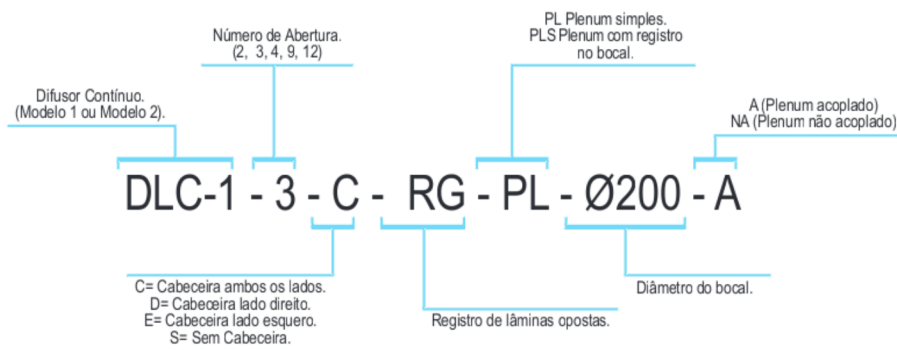 PL Plenum simples.
PLS Plenum com registro
no bocal.
Número de Abertura.
(2, 3, 4, 9, 12)
Difusor Contínuo.
(Modelo 1 ou Modelo 2).
A (Plenum acoplado)
NA (Plenum não acoplado)
DLC-1 - 3 - C - RG - PL - Ø200 - A
C= Cabeceira ambos os lados.
D= Cabeceira lado direito.
E= Cabeceira lado esquero.
S= Sem Cabeceira.
Registro de lâminas opostas.
Diâmetro do bocal.